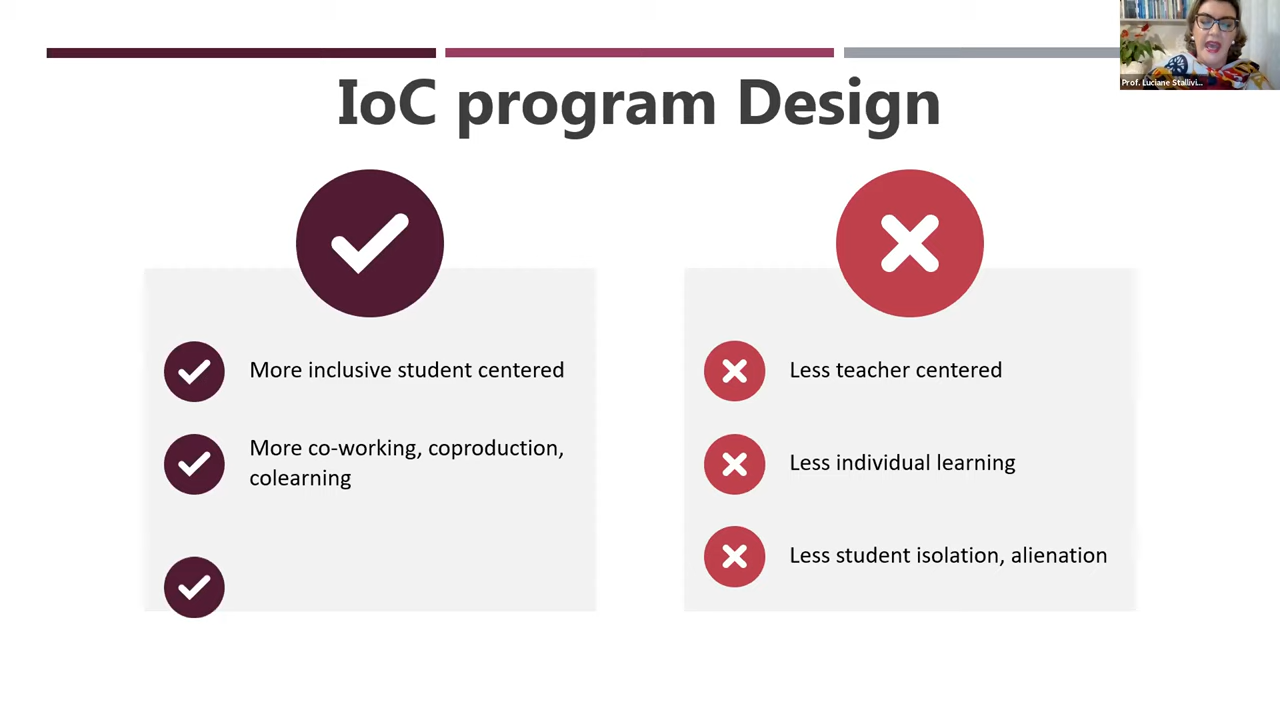 IoC program Design
More inclusive student centered
More co-working, coproduction,
colearning
Less teacher centered
Less individual learning
Less student isolation, alienation
Prof. Luciane Stallivi...